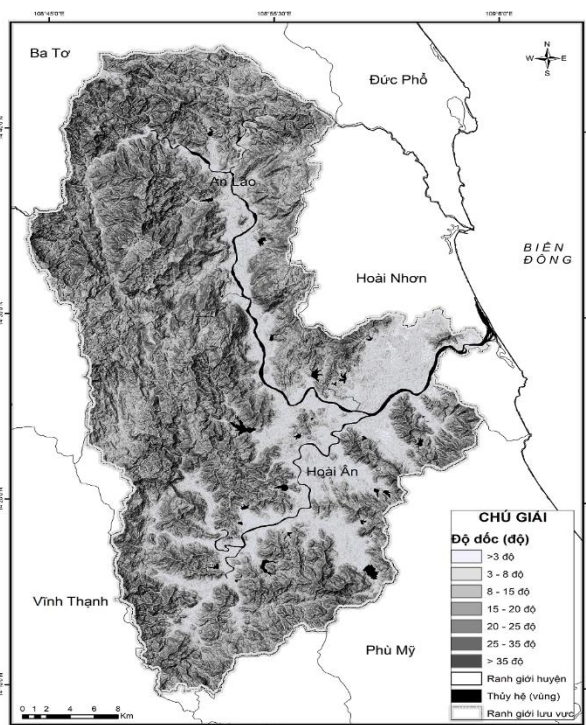 108°45'0"E
108°55'30"E
109°6'0"E
Ba Tơ
Đức Phổ
N
W E
S
An Lão
BIỂN
ĐÔNG
Hoài Nhơn
Hoài Ân
Vĩnh Thạnh
Phù Mỹ
CHÚ GIẢI
Độ dốc (độ)
>3 độ
3 - 8 độ
8 - 15 độ
15 - 20 độ
20 - 25 độ
25 - 35 độ
> 35 độ
Ranh giới huyện
Thủy hệ (vùng)
Ranh giới lưu vực
0 1 2 4 6 8
Km